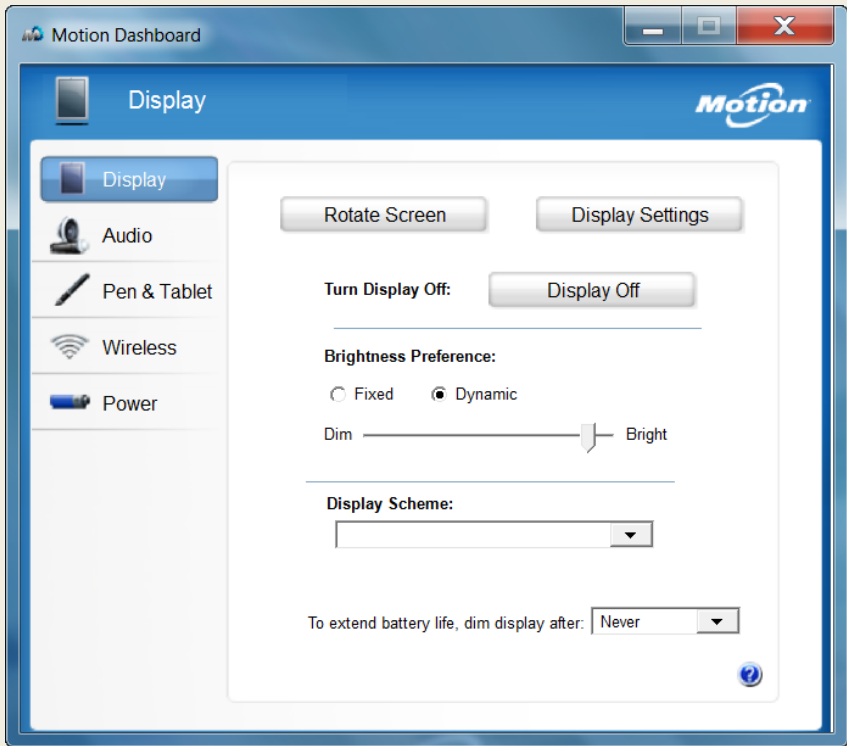 Motion Dashboard
Display
Motion
Display
Audio
Pen & Tablet
Wireless
Power
Rotate Screen
Display Settings
Turn Display Off:
Display Off
Brightness Preference:
Fixed
Dynamic
Dim
Bright
Display Scheme:
To extend battery life, dim display after: Never
?